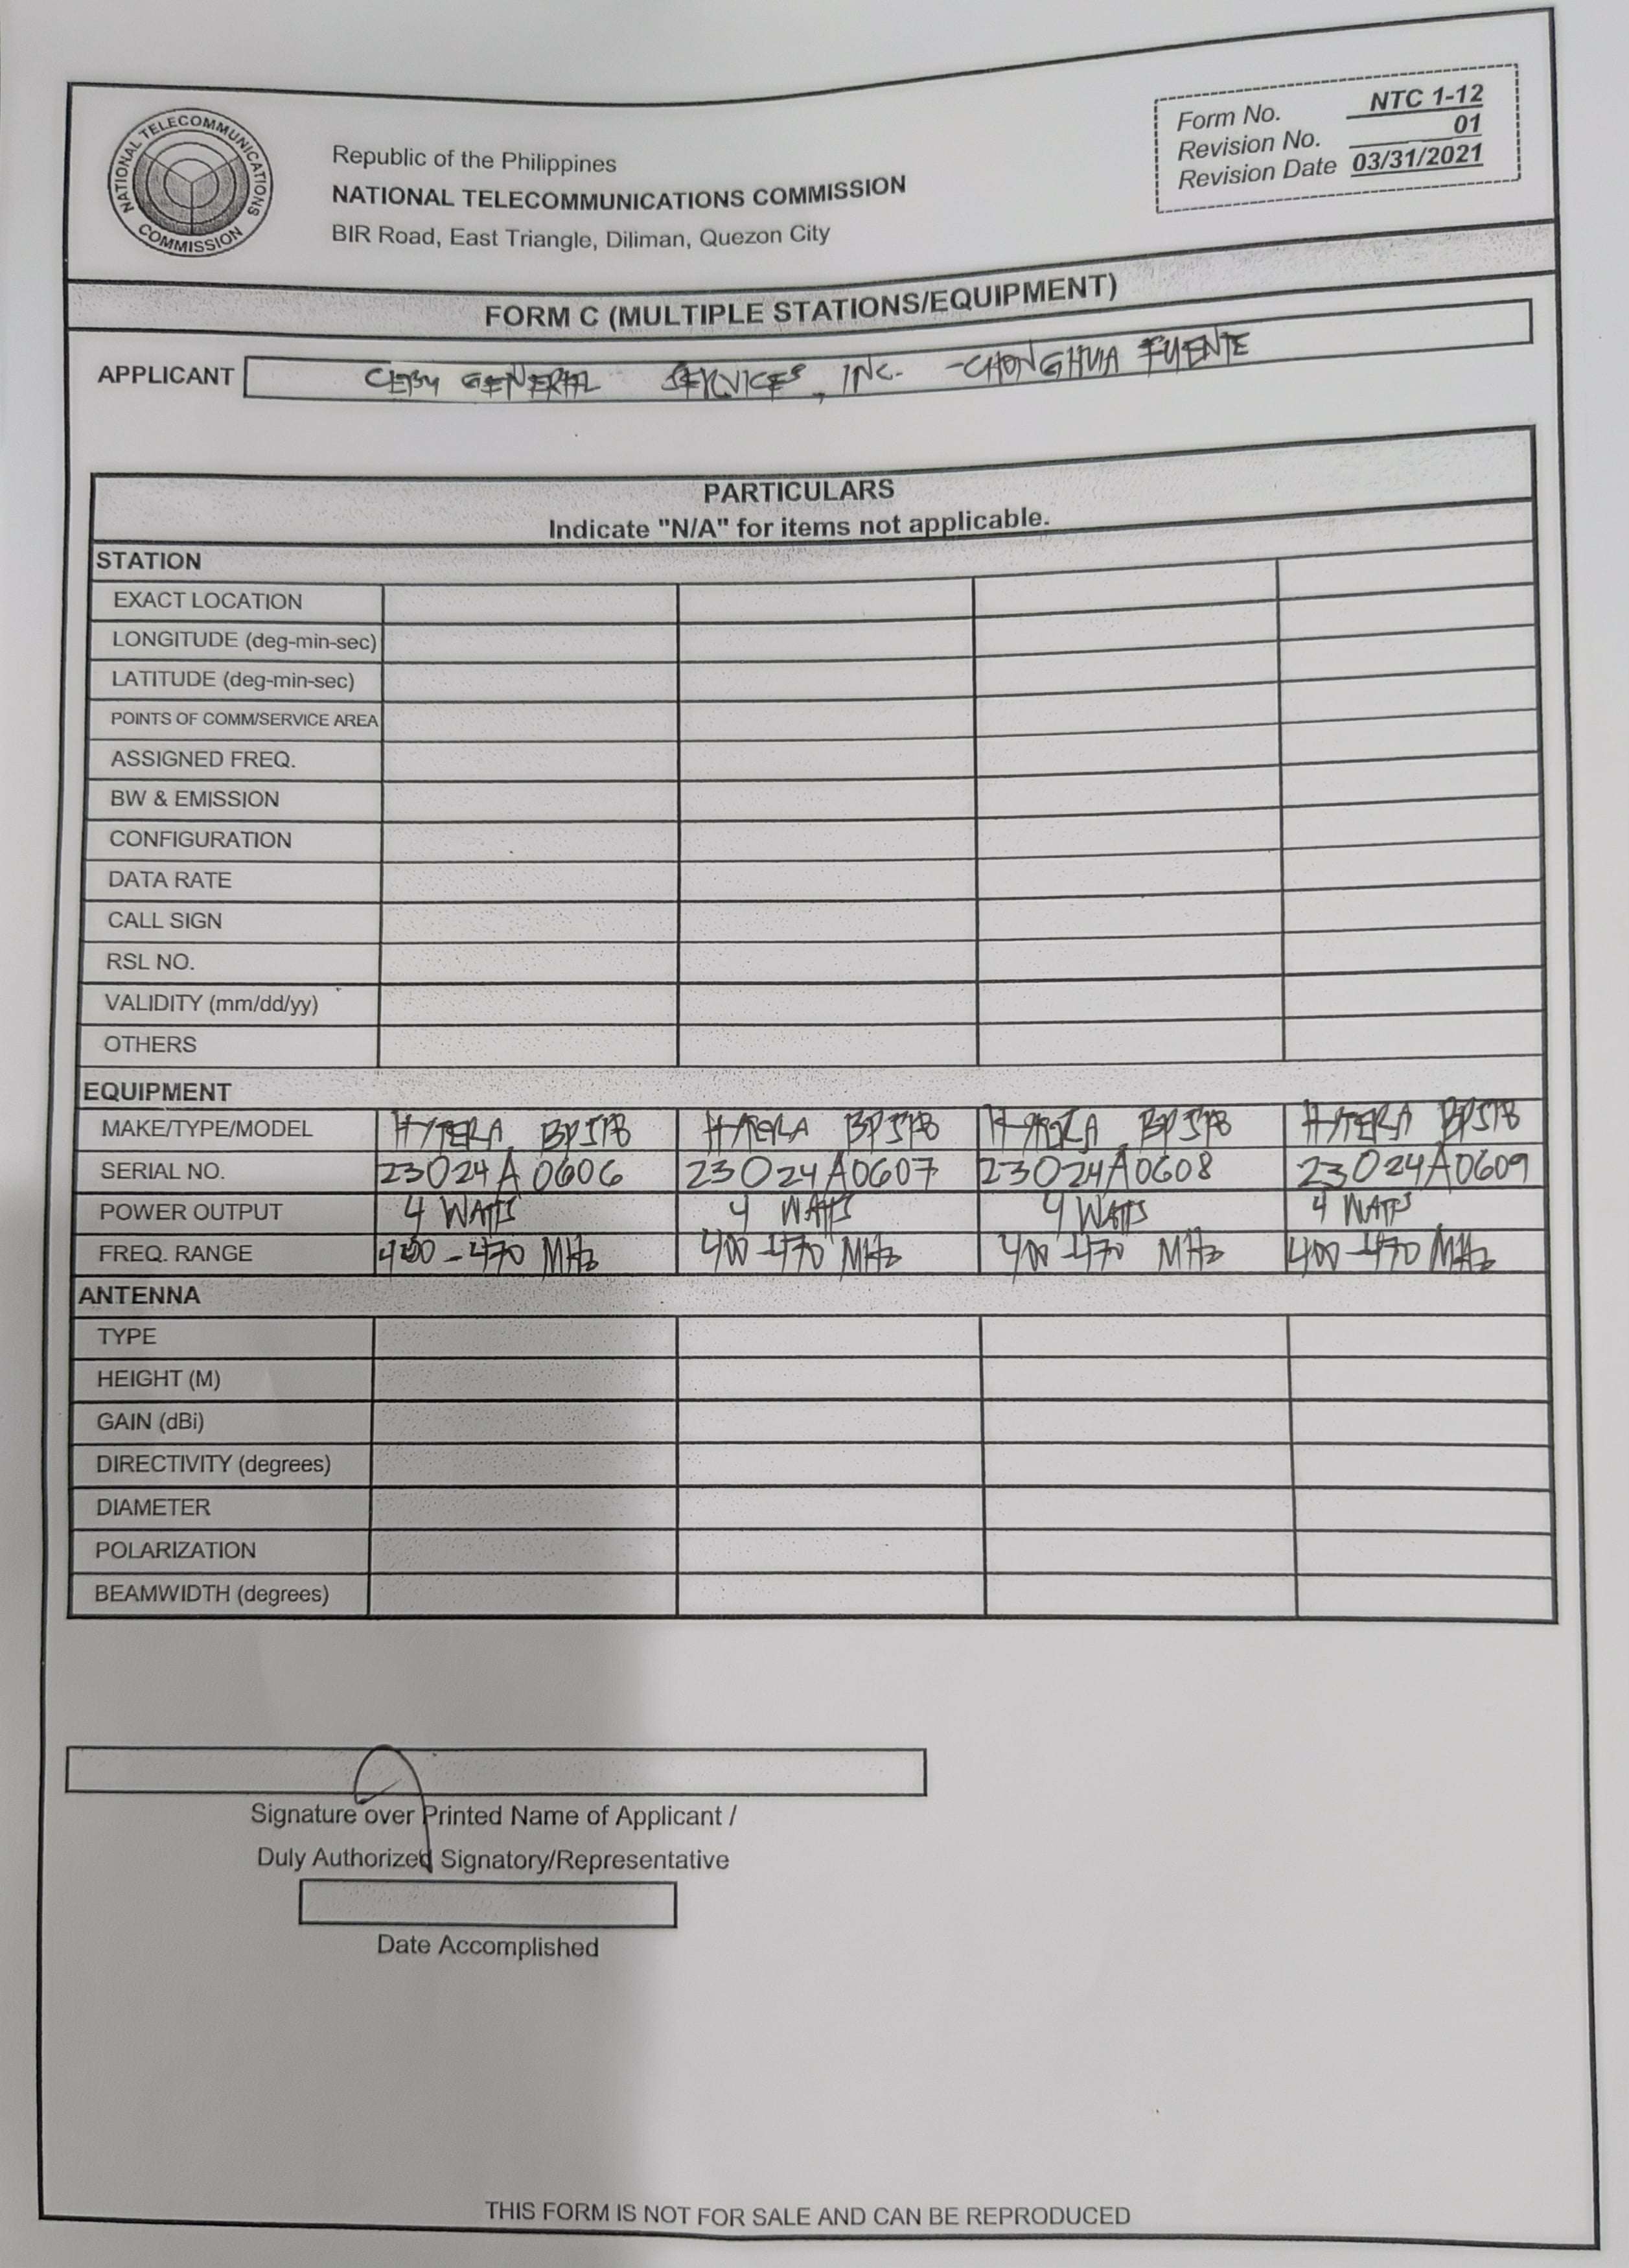 NATIONAL TELECOMMUNICATIONS COMMISSION
Form No. NTC 1-12
Revision No. 01
Revision Date 03/31/2021
Republic of the Philippines
NATIONAL TELECOMMUNICATIONS COMMISSION
BIR Road, East Triangle, Diliman, Quezon City
FORM C (MULTIPLE STATIONS/EQUIPMENT)
APPLICANT CEBU GENERAL SERVICES, INC. - CHONGHUA FUENTE
PARTICULARS
Indicate "N/A" for items not applicable.
STATION
EXACT LOCATION
LONGITUDE (deg-min-sec)
LATITUDE (deg-min-sec)
POINTS OF COMM/SERVICE AREA
ASSIGNED FREQ.
BW & EMISSION
CONFIGURATION
DATA RATE
CALL SIGN
RSL NO.
VALIDITY (mm/dd/yy)
OTHERS
EQUIPMENT
MAKE/TYPE/MODEL HYTERA HYTERA HYTERA HYTERA
SERIAL NO. 23024A0606 23024A0607 23024A0608 23024A0609
POWER OUTPUT 4 WATTS 4 WATTS 4 WATTS 4 WATTS
FREQ. RANGE 400-470 MHz 400-470 MHz 400-470 MHz 400-470 MHz
ANTENNA
TYPE
HEIGHT (M)
GAIN (dBi)
DIRECTIVITY (degrees)
DIAMETER
POLARIZATION
BEAMWIDTH (degrees)
Signature over Printed Name of Applicant /
Duly Authorized Signatory/Representative
Date Accomplished
THIS FORM IS NOT FOR SALE AND CAN BE REPRODUCED